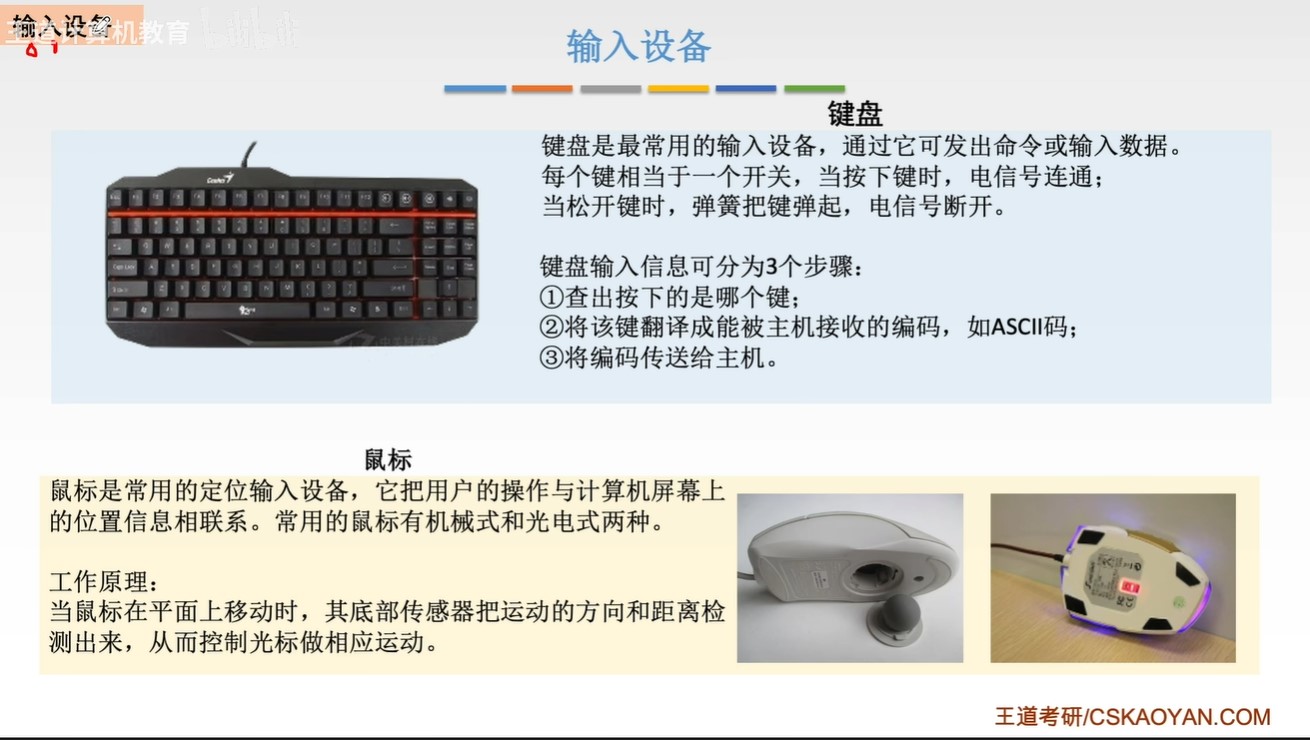 输入设备
王道计算机教育
输入设备
键盘
键盘是最常用的输入设备，通过它可发出命令或输入数据。
每个键相当于一个开关，当按下键时，电信号连通；
当松开键时，弹簧把键弹起，电信号断开。
键盘输入信息可分为3个步骤：
①查出按下的是哪个键；
②将该键翻译成能被主机接收的编码，如ASCII码；
③将编码传送给主机。
鼠标
鼠标是常用的定位输入设备，它把用户的操作与计算机屏幕上
的位置信息相联系。常用的鼠标有机械式和光电式两种。
工作原理：
当鼠标在平面上移动时，其底部传感器把运动的方向和距离检
测出来，从而控制光标做相应运动。
王道考研/CSKAOYAN.COM